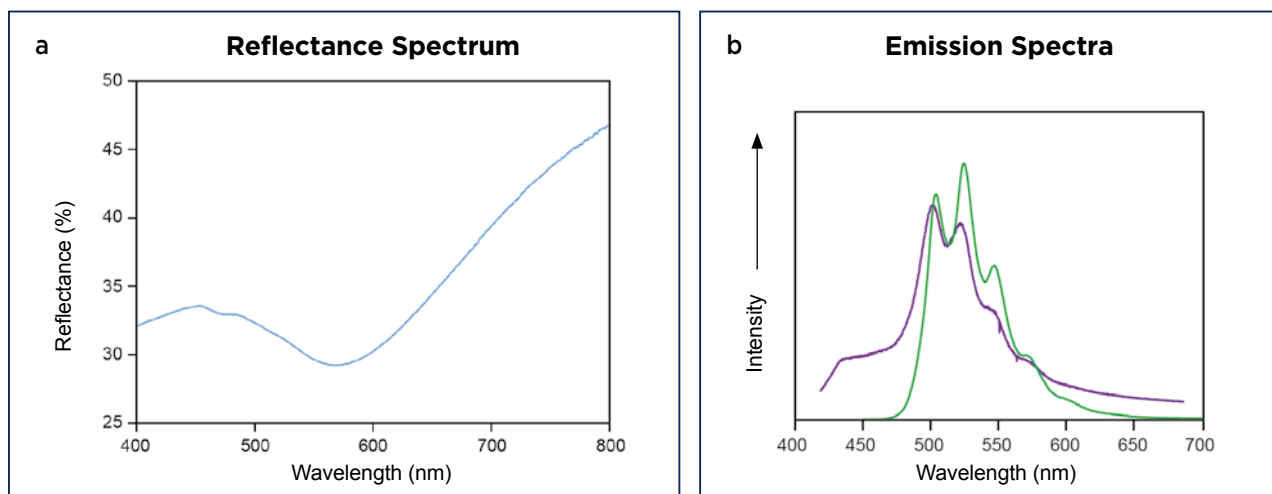 a
Reflectance Spectrum
50
45
40
35
30
25
Reflectance (%)
400 500 600 700 800
Wavelength (nm)
b
Emission Spectra
Intensity
400 450 500 550 600 650 700
Wavelength (nm)